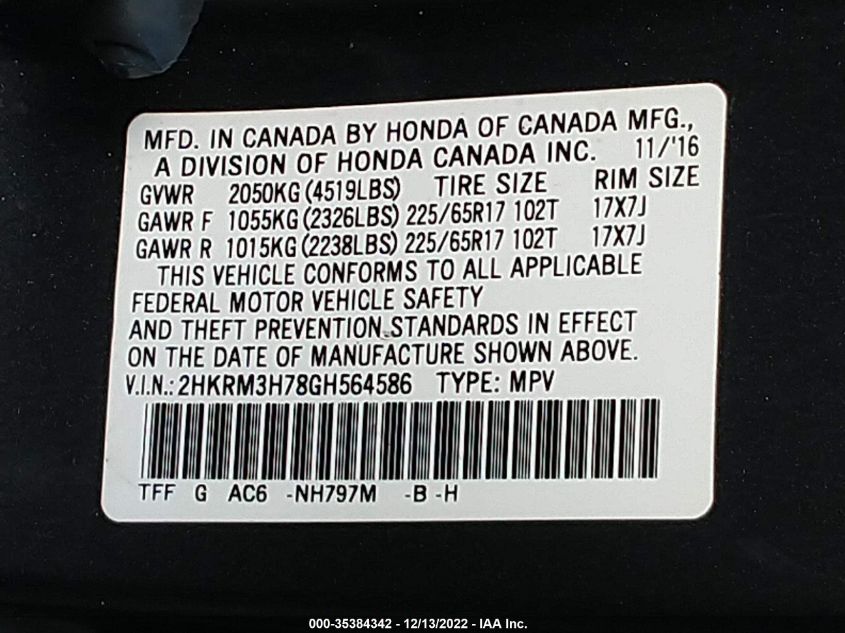 MFD. IN CANADA BY HONDA OF CANADA MFG.,
A DIVISION OF HONDA CANADA INC. 11/'16
GVWR 2050KG (4519LBS) TIRE SIZE RIM SIZE
GAWR F 1055KG (2326LBS) 225/65R17 102T 17X7J
GAWR R 1015KG (2238LBS) 225/65R17 102T 17X7J
THIS VEHICLE CONFORMS TO ALL APPLICABLE
FEDERAL MOTOR VEHICLE SAFETY
AND THEFT PREVENTION STANDARDS IN EFFECT
ON THE DATE OF MANUFACTURE SHOWN ABOVE.
V.I.N.: 2HKRM3H78GH564586 TYPE: MPV
TFF G AC6 -NH797M -B -H
000-35384342 - 12/13/2022 - IAA Inc.